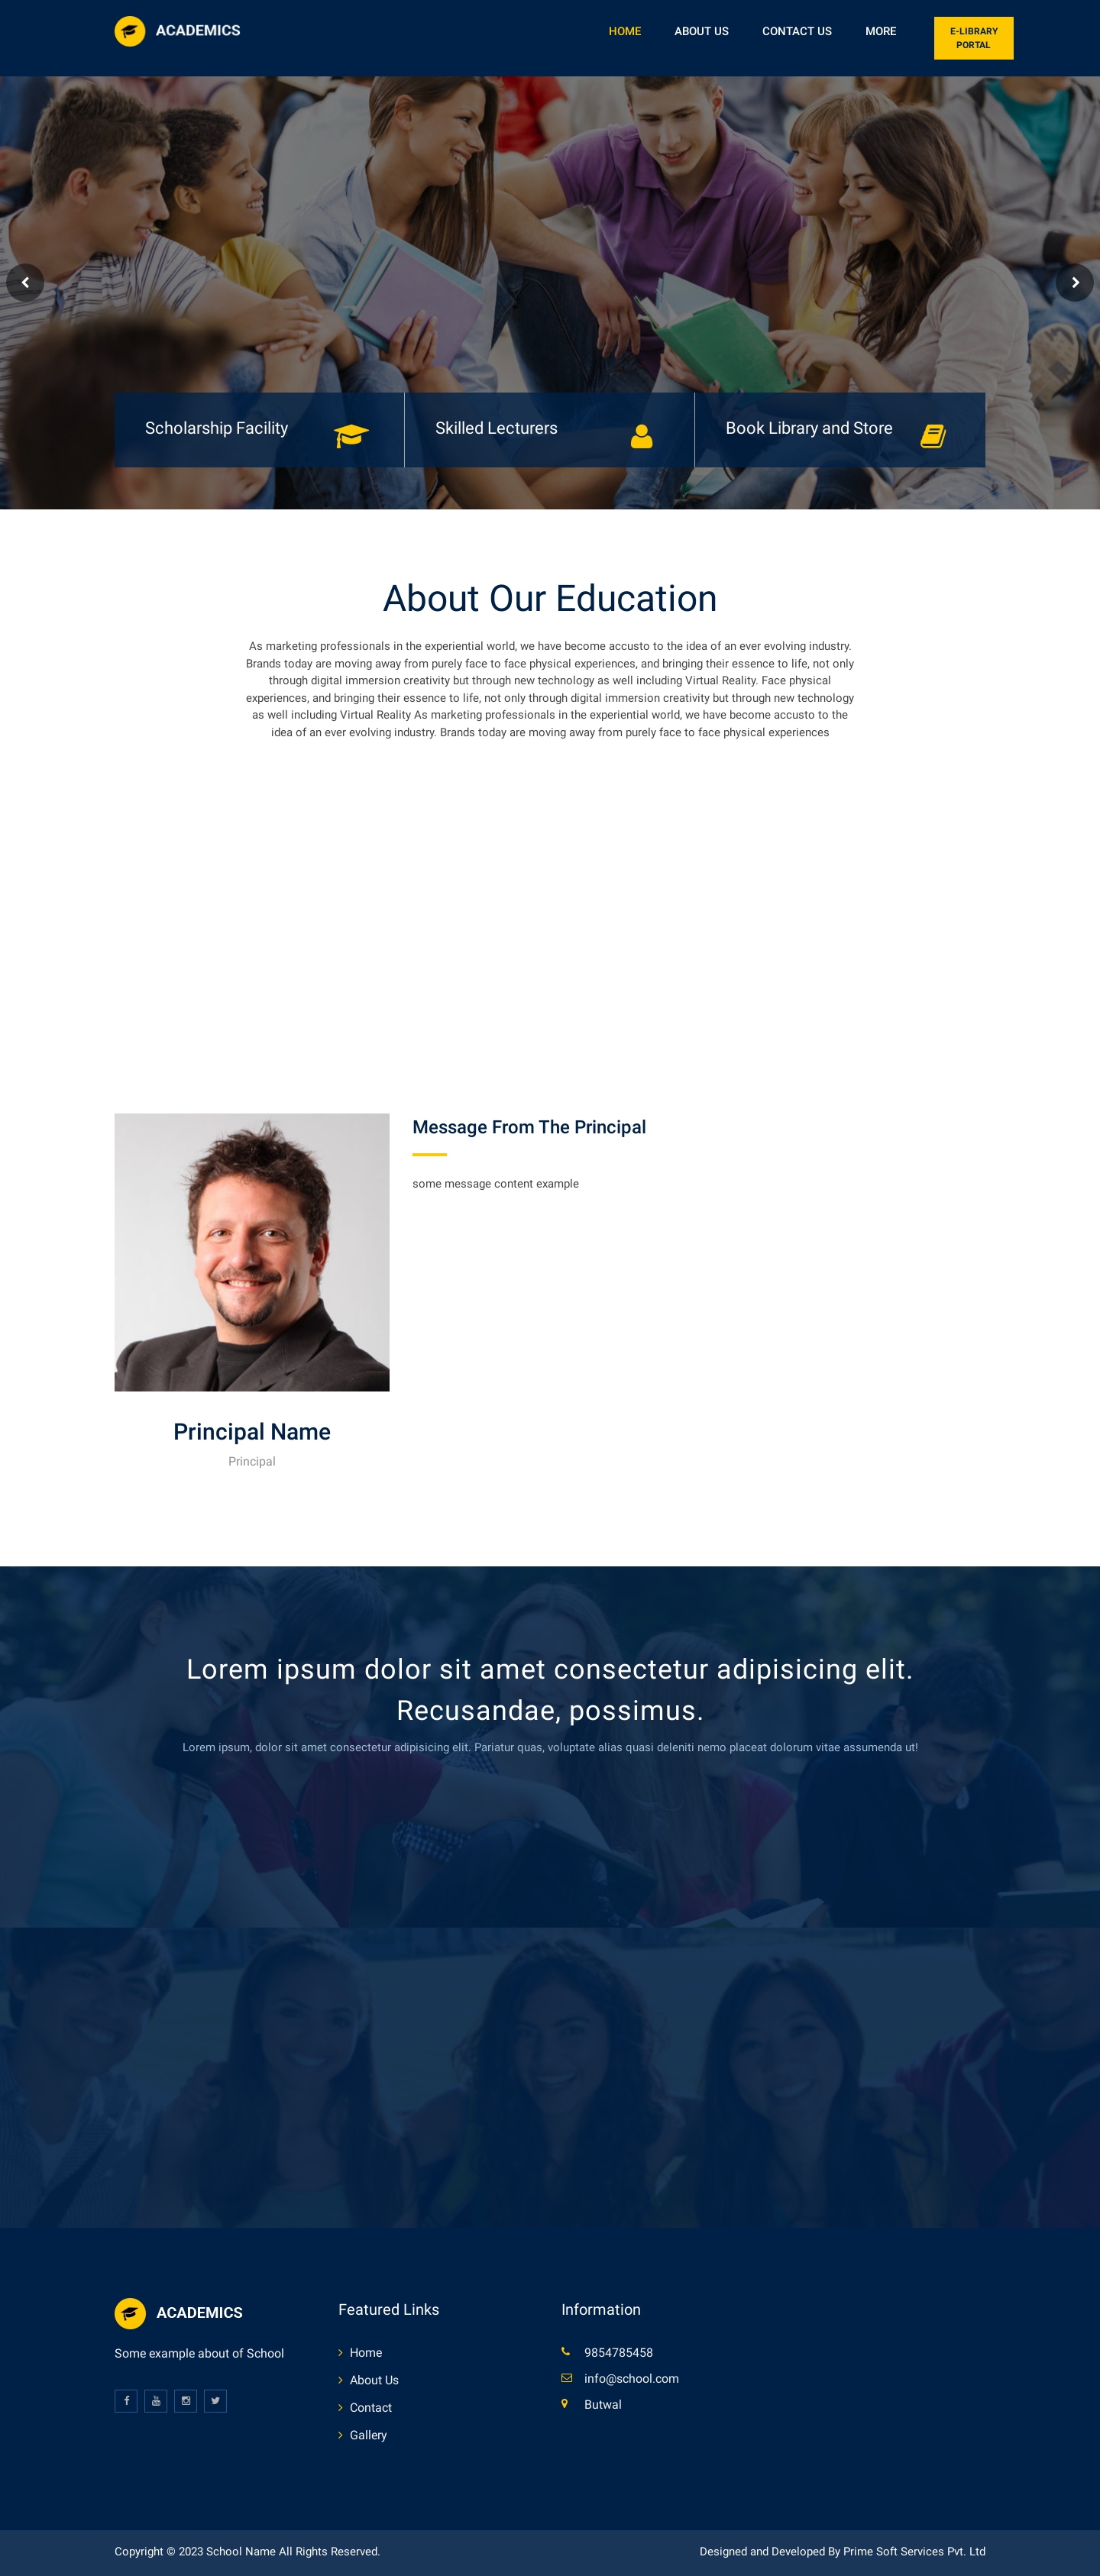 ACADEMICS
HOME
ABOUT US
CONTACT US
MORE
E-LIBRARY
PORTAL
Scholarship Facility
Skilled Lecturers
Book Library and Store
About Our Education
As marketing professionals in the experiential world, we have become accusto to the idea of an ever evolving industry.
Brands today are moving away from purely face to face physical experiences, and bringing their essence to life, not only
through digital immersion creativity but through new technology as well including Virtual Reality. Face physical
experiences, and bringing their essence to life, not only through digital immersion creativity but through new technology
as well including Virtual Reality As marketing professionals in the experiential world, we have become accusto to the
idea of an ever evolving industry. Brands today are moving away from purely face to face physical experiences
Message From The Principal
some message content example
Principal Name
Principal
Lorem ipsum dolor sit amet consectetur adipisicing elit.
Recusandae, possimus.
Lorem ipsum, dolor sit amet consectetur adipisicing elit. Pariatur quas, voluptate alias quasi deleniti nemo placeat dolorum vitae assumenda ut!
ACADEMICS
Some example about of School
Featured Links
Home
About Us
Contact
Gallery
Information
9854785458
info@school.com
Butwal
Copyright © 2023 School Name All Rights Reserved.
Designed and Developed By Prime Soft Services Pvt. Ltd